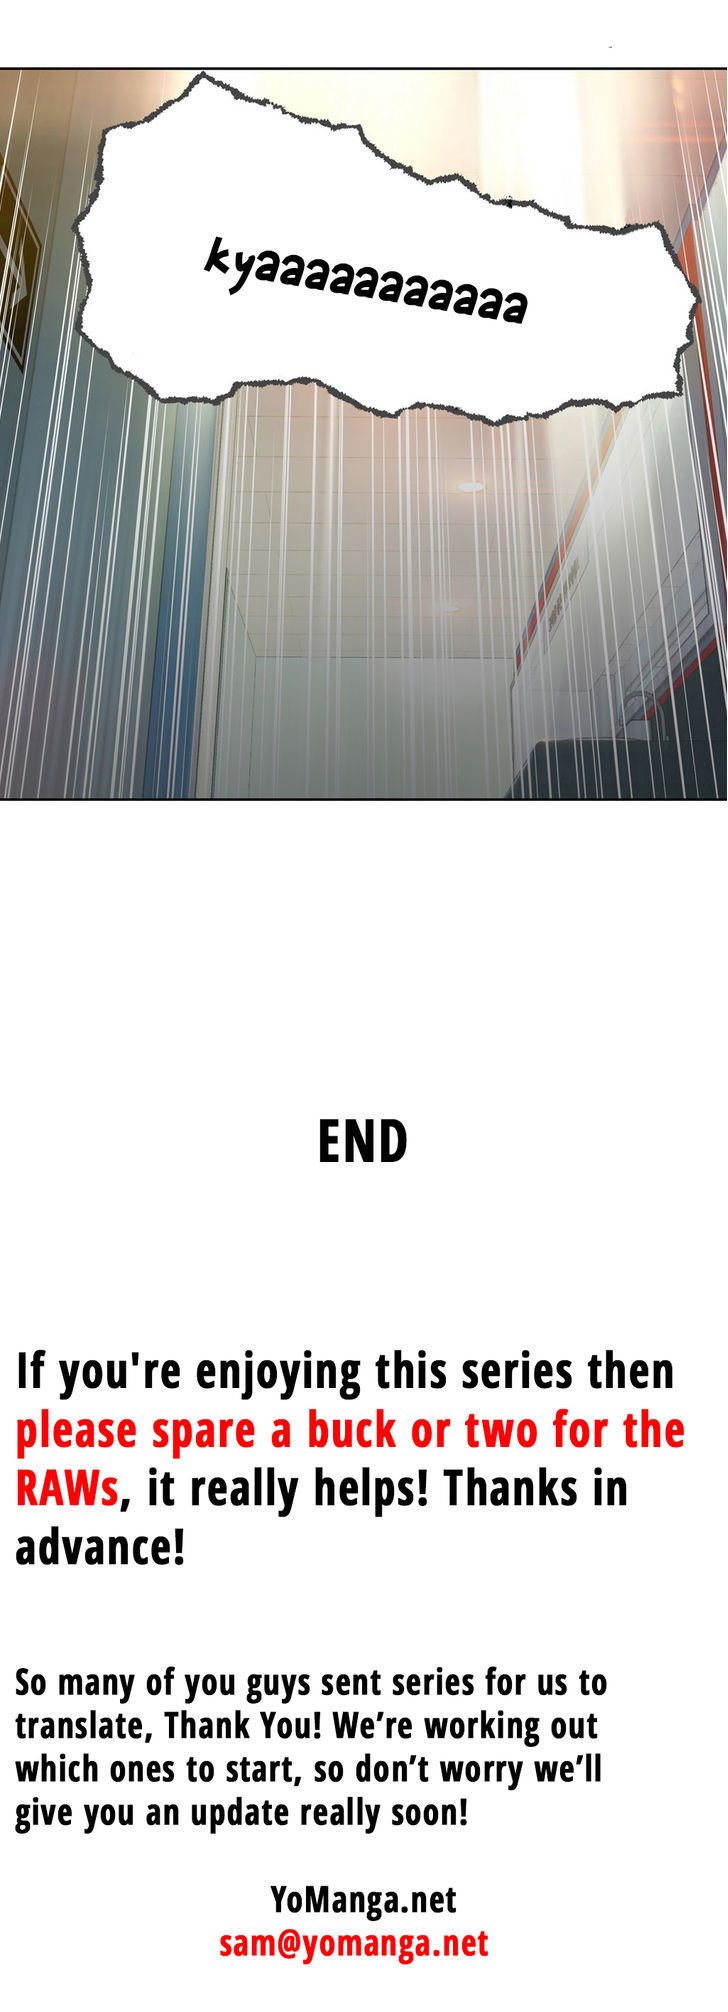 kyaaaaaaaaaaa
END
If you're enjoying this series then
please spare a buck or two for the
RAWs, it really helps! Thanks in
advance!
So many of you guys sent series for us to
translate, Thank You! We’re working out
which ones to start, so don’t worry we’ll
give you an update really soon!
YoManga.net
sam@yomanga.net